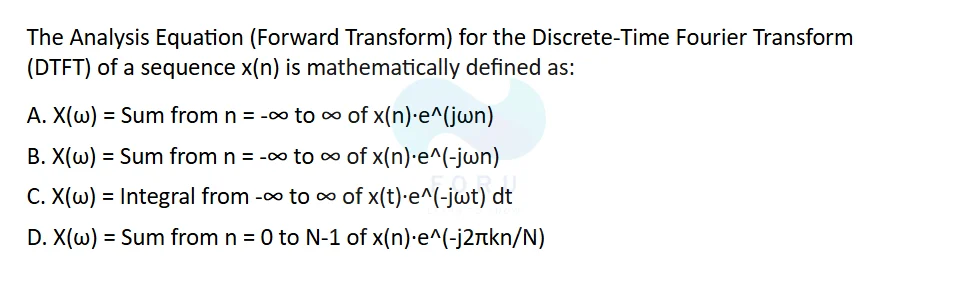 The Analysis Equation (Forward Transform) for the Discrete-Time Fourier Transform
(DTFT) of a sequence x(n) is mathematically defined as:
A. X(ω) = Sum from n = -∞ to ∞ of x(n)·e^(jωn)
B. X(ω) = Sum from n = -∞ to ∞ of x(n)·e^(-jωn)
C. X(ω) = Integral from -∞ to ∞ of x(t)·e^(-jωt) dt
D. X(ω) = Sum from n = 0 to N-1 of x(n)·e^(-j2πkn/N)